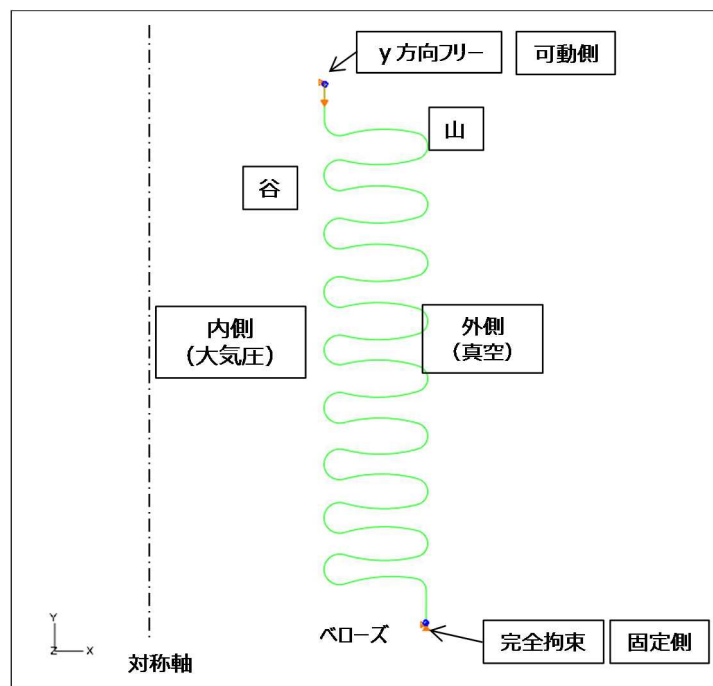 y 方向フリー 可動側
山
谷
内側
（大気圧）
外側
（真空）
Y
Z X
対称軸
ベローズ
完全拘束 固定側